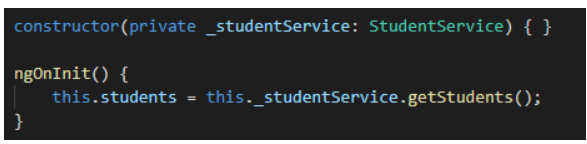 constructor(private _studentService: StudentService) { }
ngOnInit() {
this.students = this._studentService.getStudents();
}